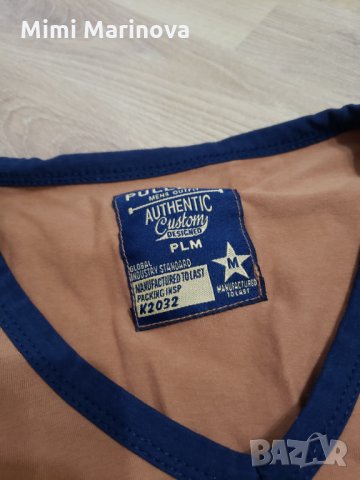 Mimi Marinova
MENS OUTFIT
AUTHENTIC
Custom
DESIGNED
PLM
GLOBAL
INDUSTRY STANDARD
MANUFACTURED TO LAST
PACKING INSP
K2032
M
MANUFACTURED
TO LAST
BAZAR